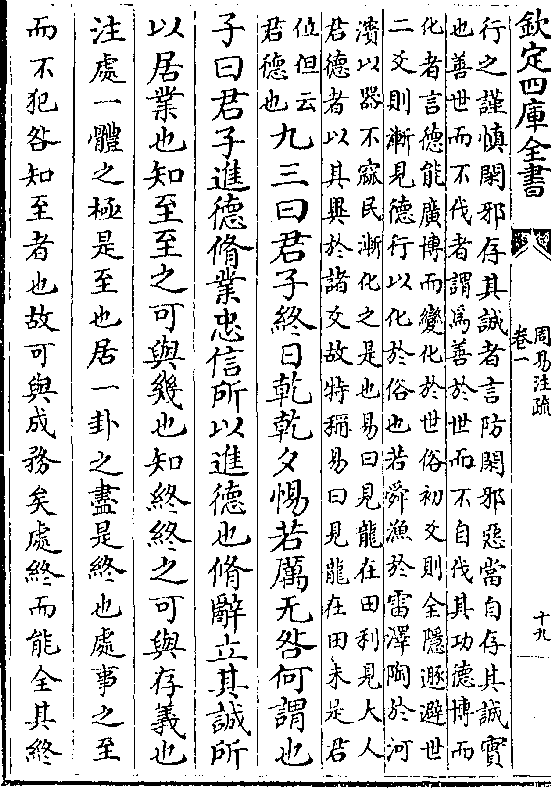 欽定四庫全書
周易注疏
卷一
十九
行之謹慎閑邪存其誠者言防閑邪惡當自存其誠實
也善世而不伐者謂爲善於世而不自伐其功德博而
化者言德能廣博而變化於世俗初爻則全隱遯避世
二爻則漸見德行以化於俗也若舜漁於雷澤陶於河
濱以器不窳民漸化之是也易曰見龍在田利見大人
君德者以其異於諸爻故特稱易曰見龍在田未是君
位但云
君德也
九三曰君子終日乾乾夕惕若厲无咎何謂也
子曰君子進德脩業忠信所以進德也脩辭立其誠所
以居業也知至至之可與幾也知終終之可與存義也
注處一體之極是至也居一卦之盡是終也處事之至
而不犯咎知至者也故可與成務矣處終而能全其終